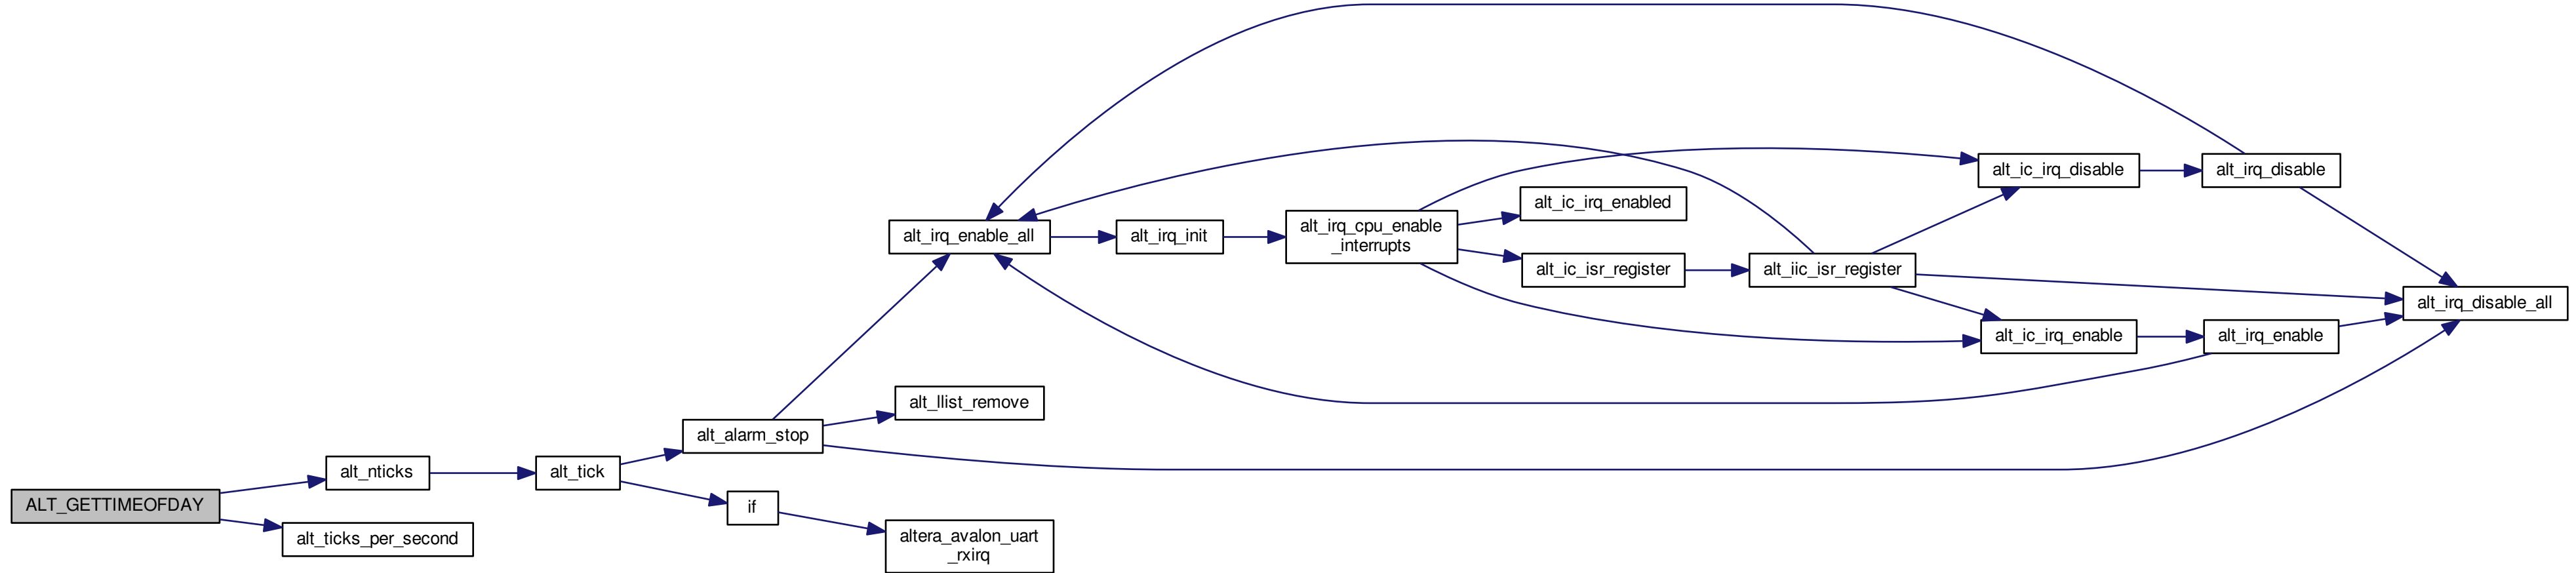 ALT_GETTIMEOFDAY
alt_nticks
alt_ticks_per_second
alt_tick
alt_alarm_stop
if
alt_irq_enable_all
alt_llist_remove
altera_avalon_uart
_rxirq
alt_irq_init
alt_irq_cpu_enable
_interrupts
alt_ic_irq_enabled
alt_ic_isr_register
alt_iic_isr_register
alt_ic_irq_disable
alt_ic_irq_enable
alt_irq_disable
alt_irq_enable
alt_irq_disable_all